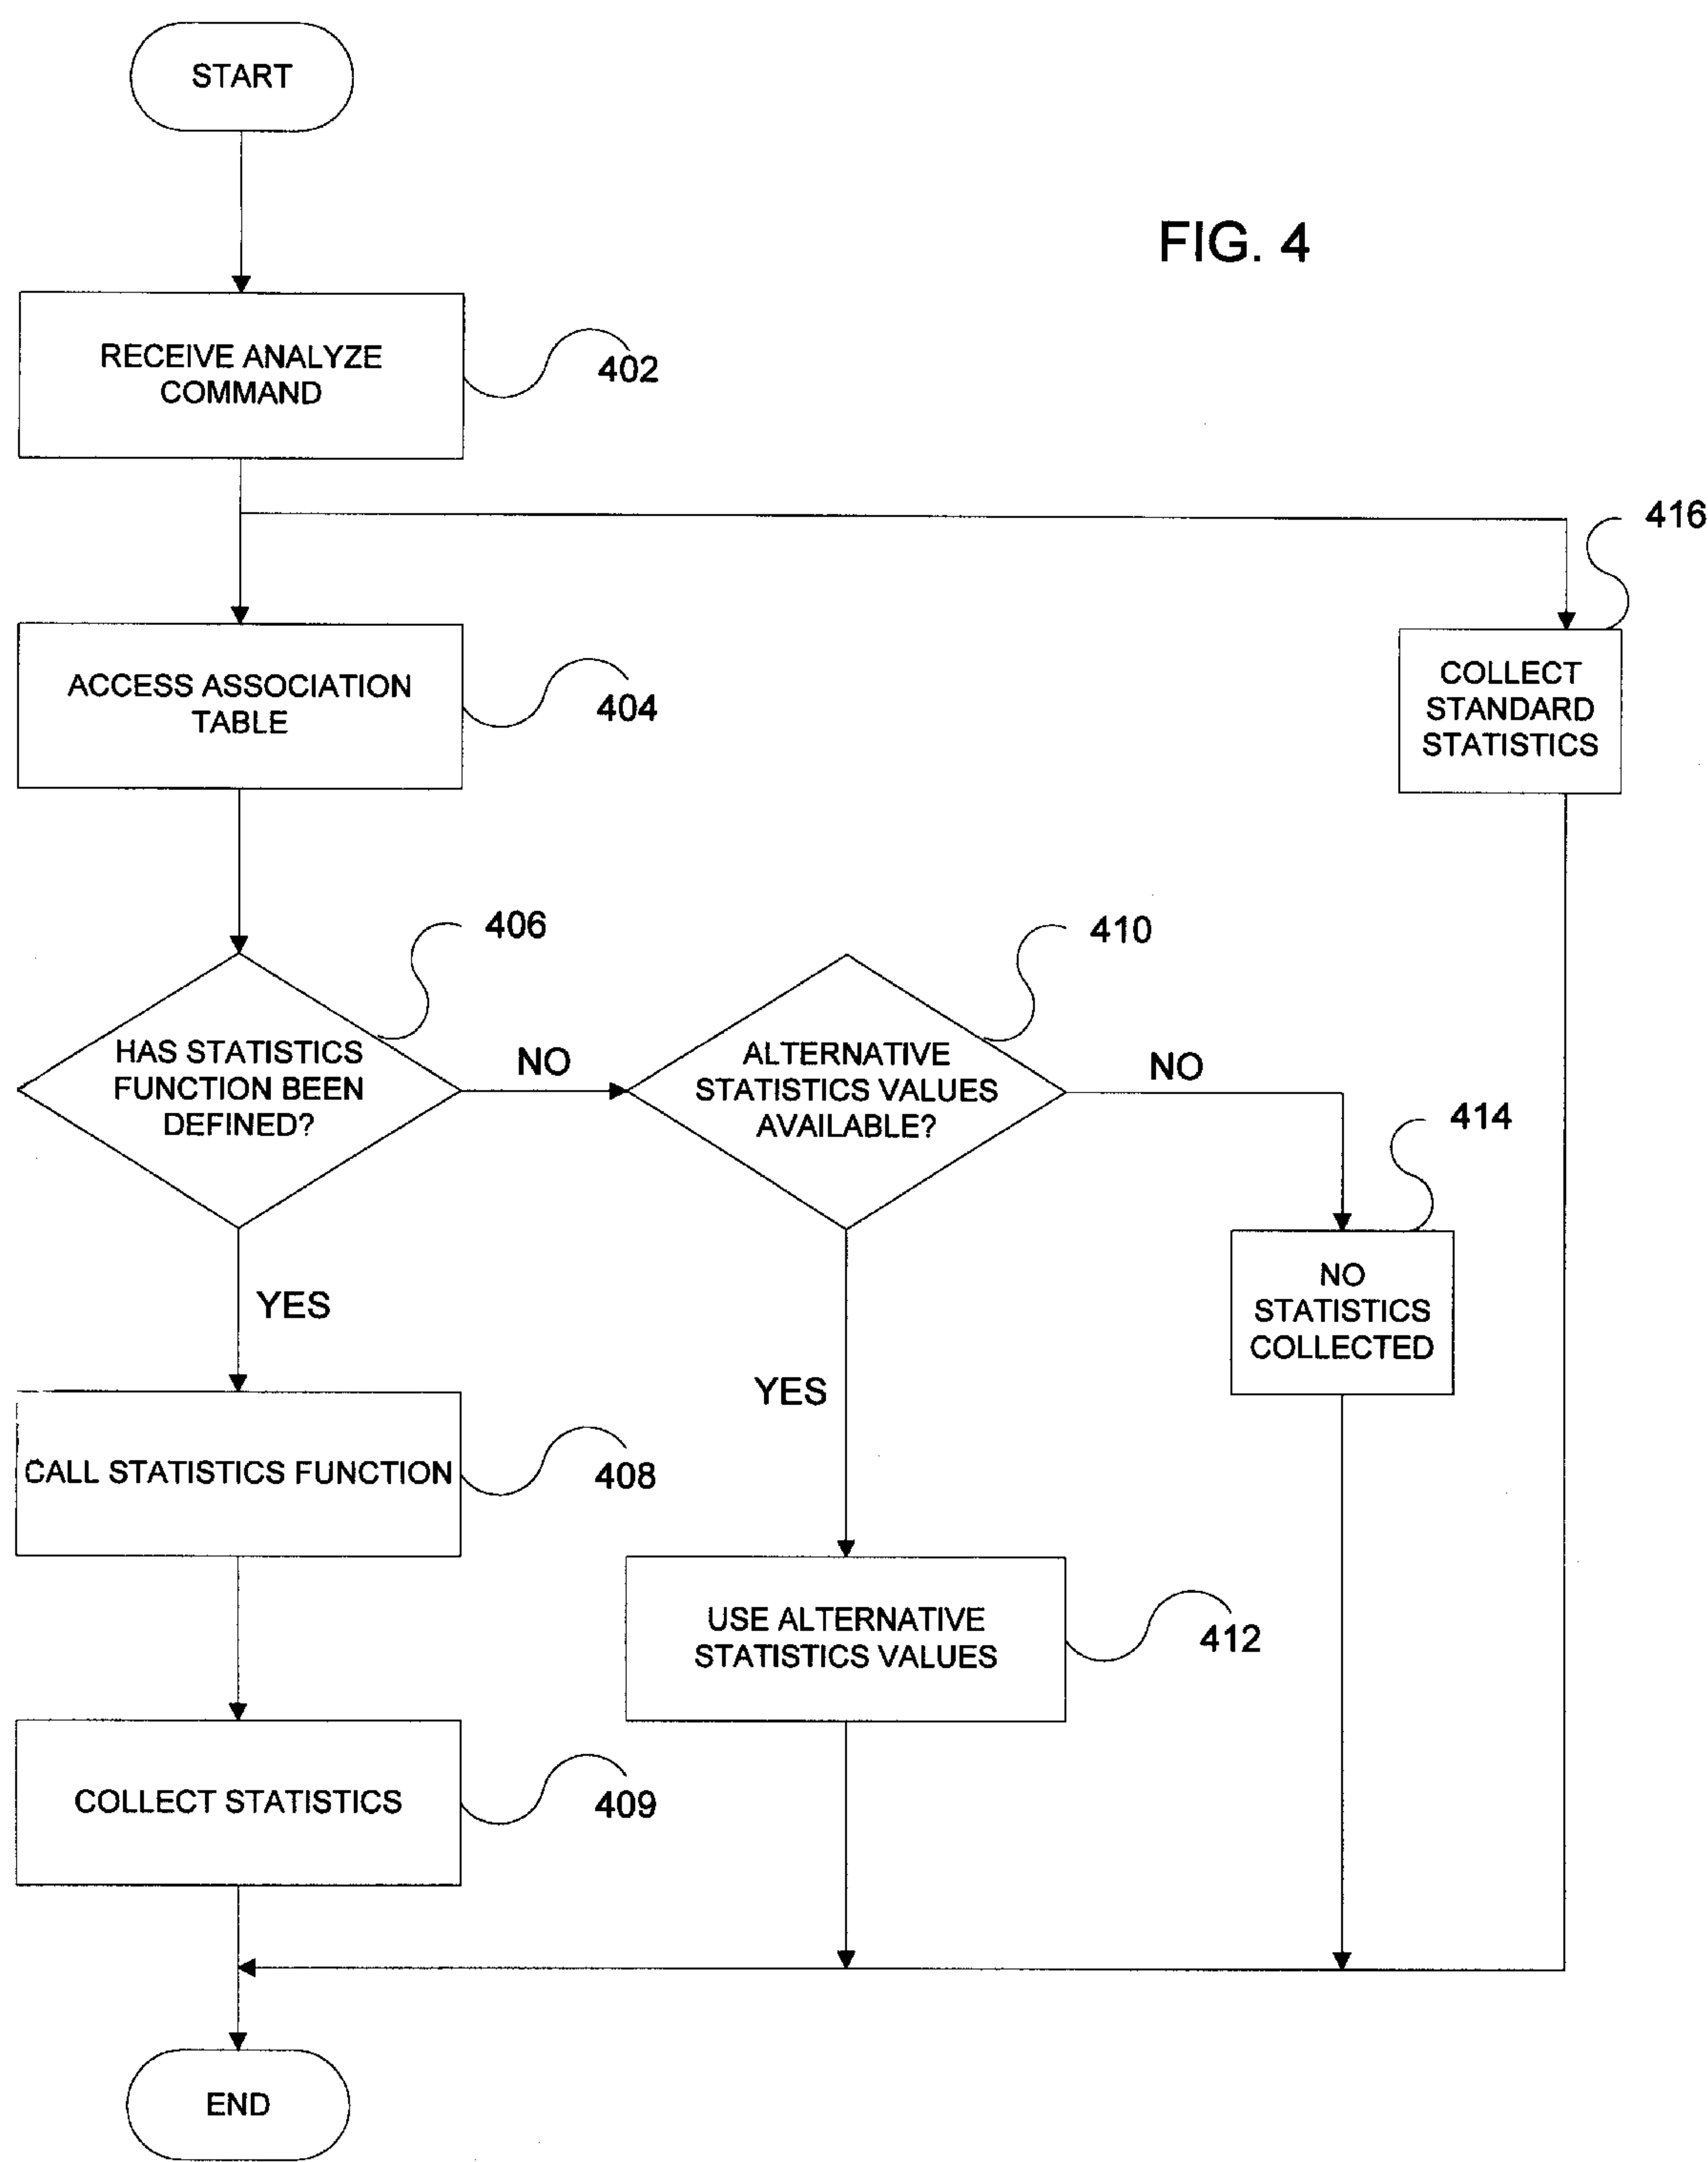 START
FIG. 4
RECEIVE ANALYZE
COMMAND
402
416
ACCESS ASSOCIATION
TABLE
404
COLLECT
STANDARD
STATISTICS
406
410
HAS STATISTICS
FUNCTION BEEN
DEFINED?
NO
ALTERNATIVE
STATISTICS VALUES
AVAILABLE?
NO
414
YES
NO
STATISTICS
COLLECTED
YES
CALL STATISTICS FUNCTION
408
USE ALTERNATIVE
STATISTICS VALUES
412
COLLECT STATISTICS
409
END